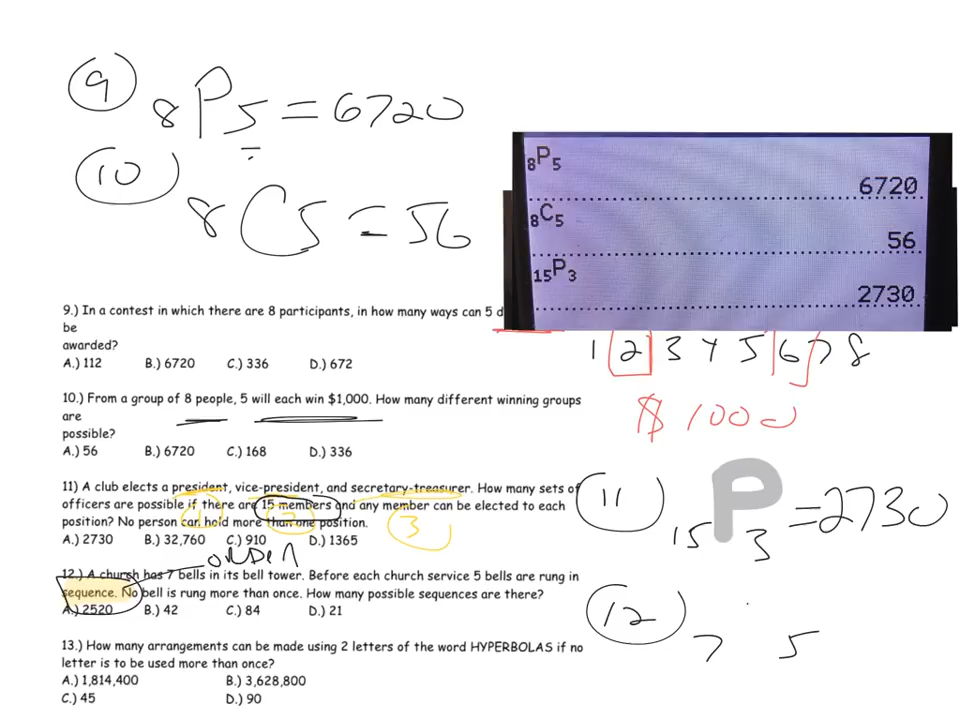 9
8P5 = 6720
10
8C5 = 56
8P5
6720
8C5
56
15P3
2730
9.) In a contest in which there are 8 participants, in how many ways can 5 d
be
awarded?
A.) 112 B.) 6720 C.) 336 D.) 672
1 2 3 4 5 6 7 8
$1000
10.) From a group of 8 people, 5 will each win $1,000. How many different winning groups
are
possible?
A.) 56 B.) 6720 C.) 168 D.) 336
11) A club elects a president, vice-president, and secretary-treasurer. How many sets of
officers are possible if there are 15 members and any member can be elected to each
position? No person can hold more than one position.
A.) 2730 B.) 32,760 C.) 910 D.) 1365
1 2 3
11
15P3 = 2730
order
12.) A church has 7 bells in its bell tower. Before each church service 5 bells are rung in
sequence. No bell is rung more than once. How many possible sequences are there?
A.) 2520 B.) 42 C.) 84 D.) 21
12
7 5
13.) How many arrangements can be made using 2 letters of the word HYPERBOLAS if no
letter is to be used more than once?
A.) 1,814,400 B.) 3,628,800
C.) 45 D.) 90